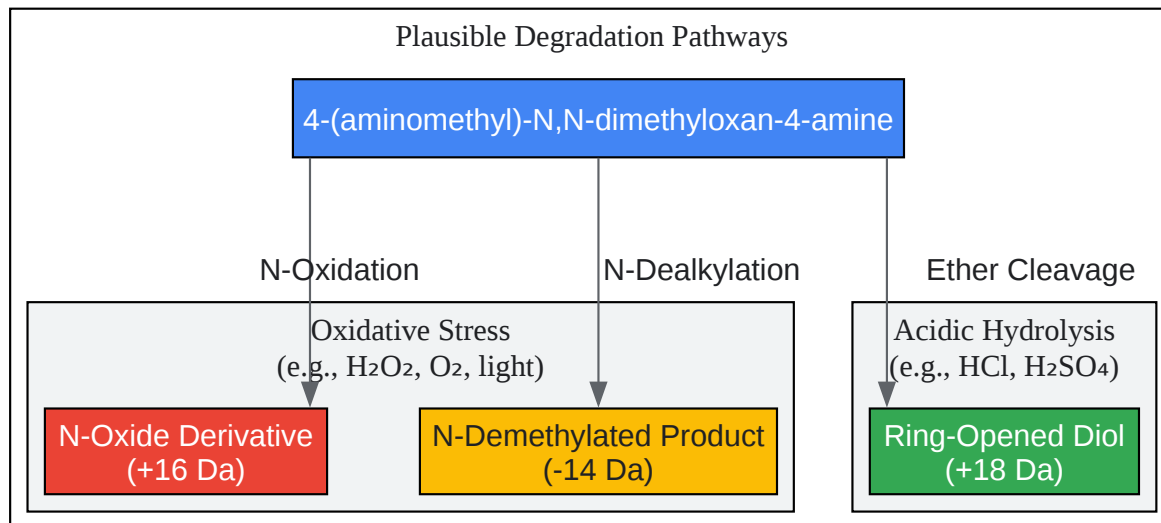 Plausible Degradation Pathways
4-(aminomethyl)-N,N-dimethyloxan-4-amine
N-Oxidation
N-Dealkylation
Ether Cleavage
Oxidative Stress
(e.g., H₂O₂, O₂, light)
Acidic Hydrolysis
(e.g., HCl, H₂SO₄)
N-Oxide Derivative
(+16 Da)
N-Demethylated Product
(-14 Da)
Ring-Opened Diol
(+18 Da)